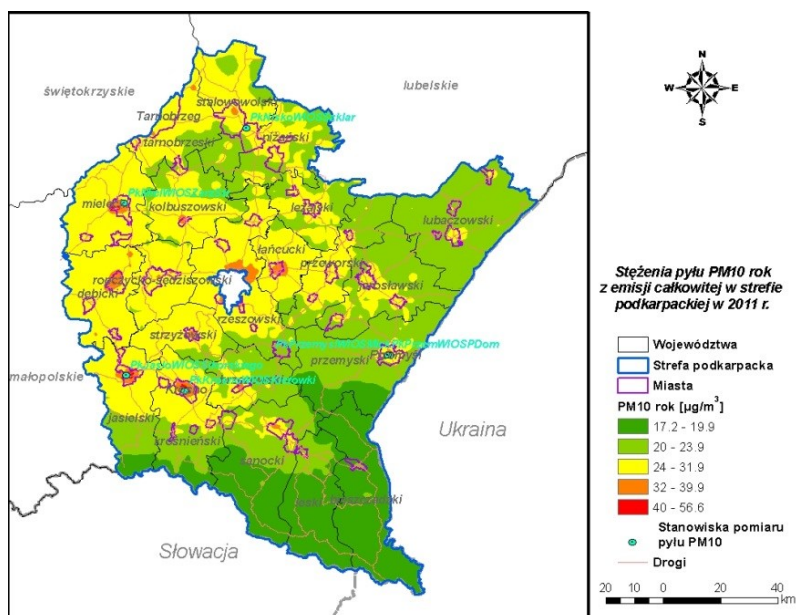 świętokrzyskie
lubelskie
stalowowolski
Tarnobrzeg
niżański
tarnobrzeski
kolbuszowski
leżajski
lubaczowski
łańcucki
przeworski
jarosławski
ropczycko-sędziszowski
dębicki
rzeszowski
strzyżowski
przemyski
małopolskie
jasielski
krośnieński
sanocki
leski
Ukraina
Słowacja
N
W E
S
Stężenia pyłu PM10 rok
z emisji całkowitej w strefie
podkarpackiej w 2011 r.
Województwa
Strefa podkarpacka
Miasta
PM10 rok [µg/m³]
17.2 - 19.9
20 - 23.9
24 - 31.9
32 - 39.9
40 - 56.6
Stanowiska pomiaru
pyłu PM10
Drogi
20 10 0 20 40
km